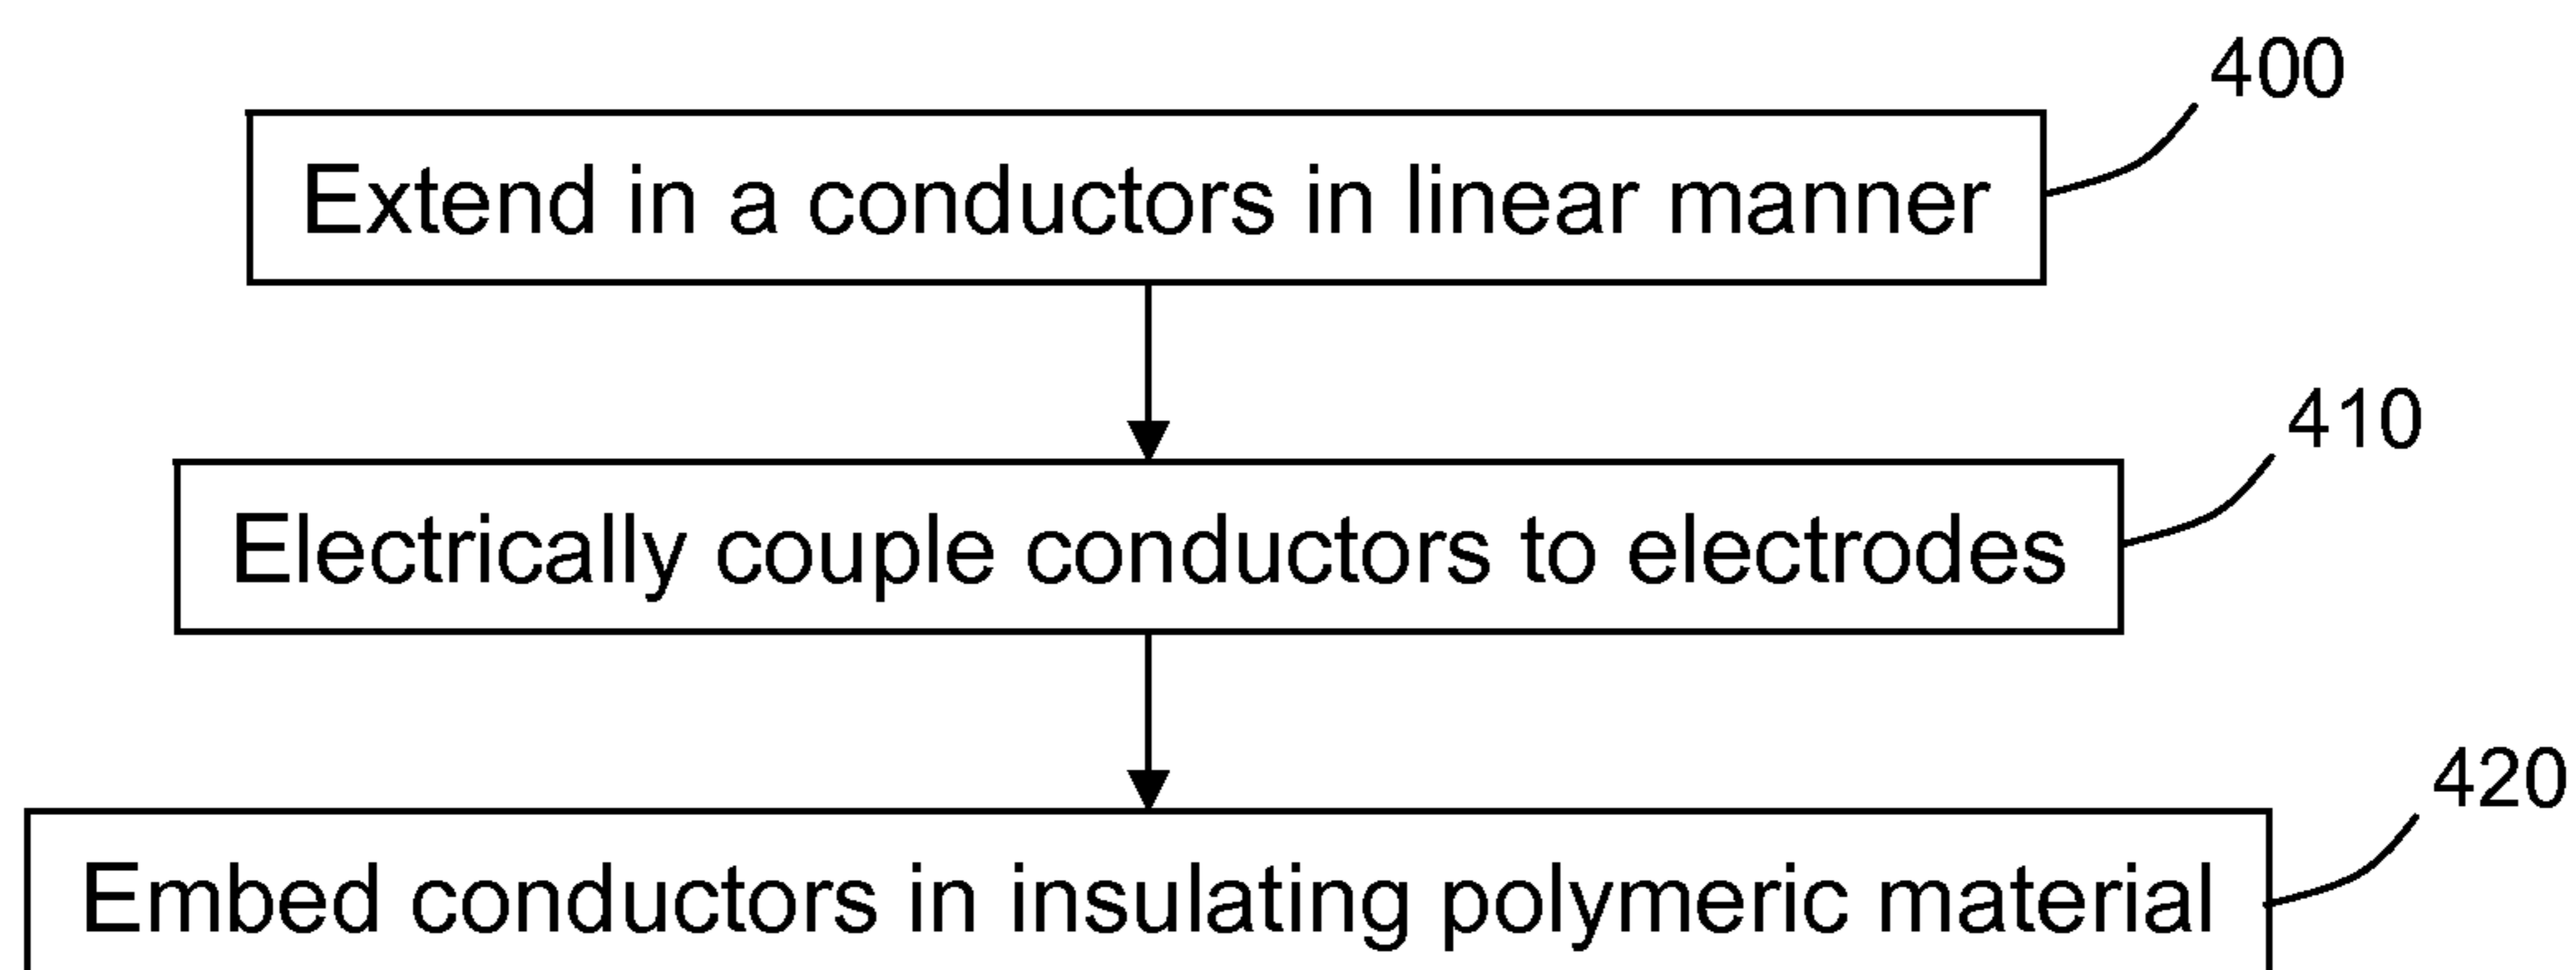 400
Extend in a conductors in linear manner
410
Electrically couple conductors to electrodes
420
Embed conductors in insulating polymeric material